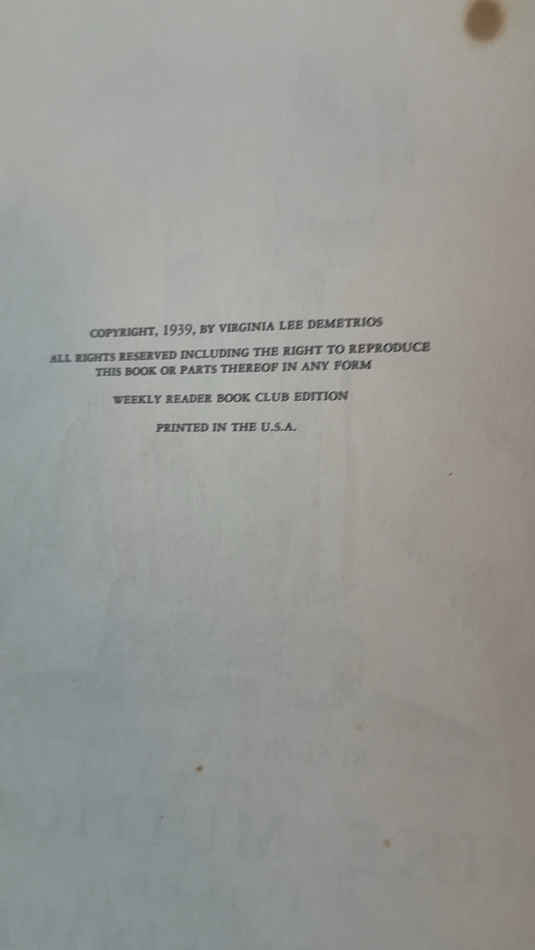 COPYRIGHT, 1939, BY VIRGINIA LEE DEMETRIOS
ALL RIGHTS RESERVED INCLUDING THE RIGHT TO REPRODUCE
THIS BOOK OR PARTS THEREOF IN ANY FORM
WEEKLY READER BOOK CLUB EDITION
PRINTED IN THE U.S.A.